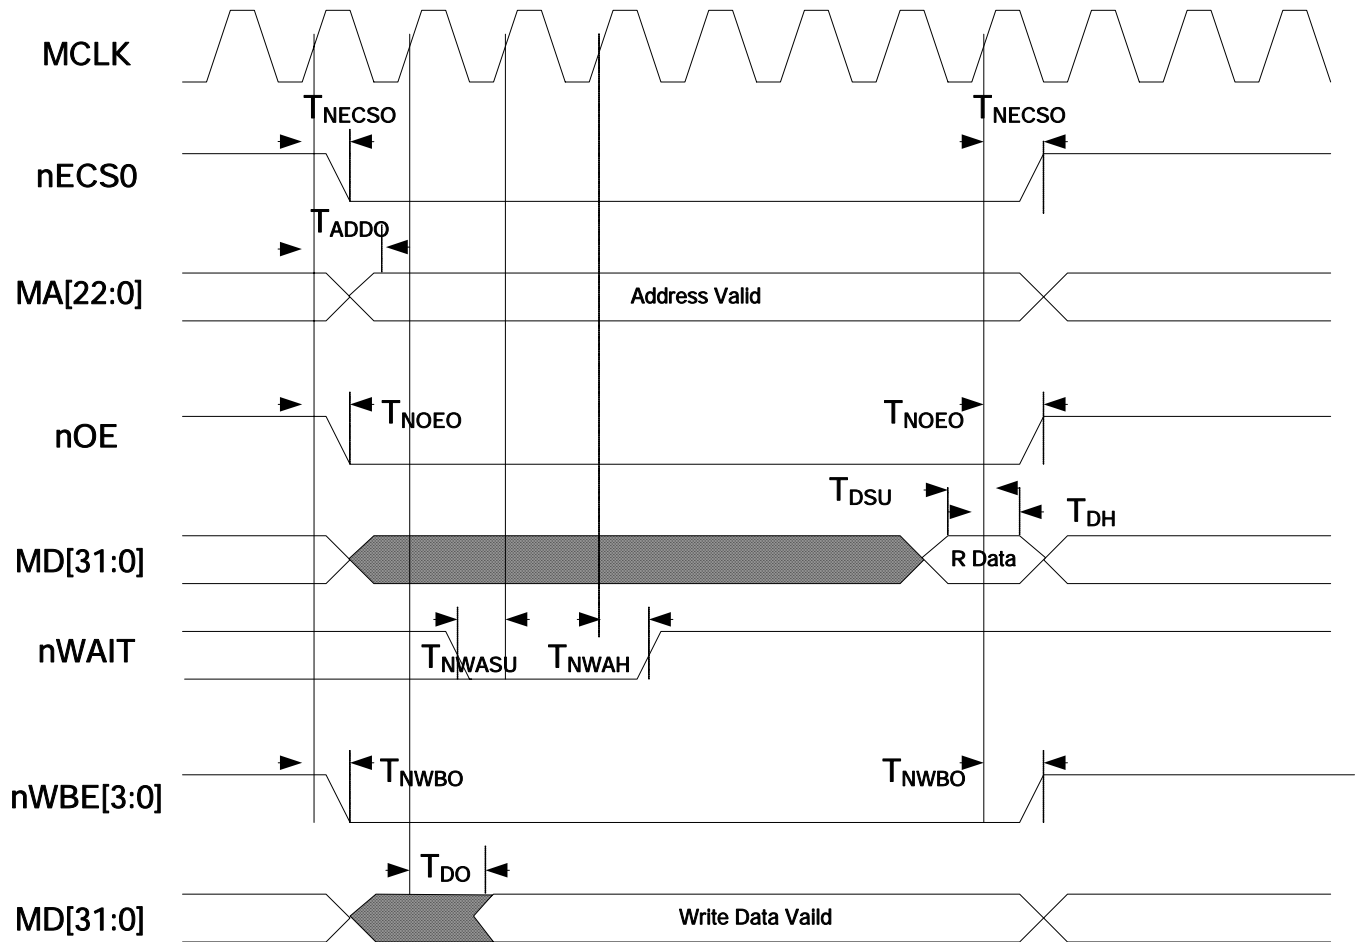 MCLK
TNECSO TNECSO
nECS0
TADDO
MA[22:0] Address Valid
nOE TNOEO TNOEO
TDSU TDH
MD[31:0] R Data
nWAIT TNWASU TNWAH
nWBE[3:0] TNWBO TNWBO
TDO
MD[31:0] Write Data Vaild